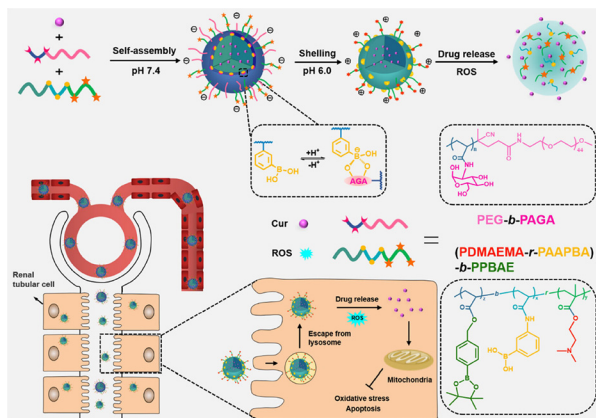 Self-assembly
pH 7.4
Shelling
pH 6.0
Drug release
ROS
+H⁺
-H⁺
AGA
PEG-b-PAGA
Cur
ROS
(PDMAEMA-r-PAAPBA)
-b-PPBAE
Renal
tubular cell
Drug release
ROS
Escape from
lysosome
Mitochondria
Oxidative stress
Apoptosis